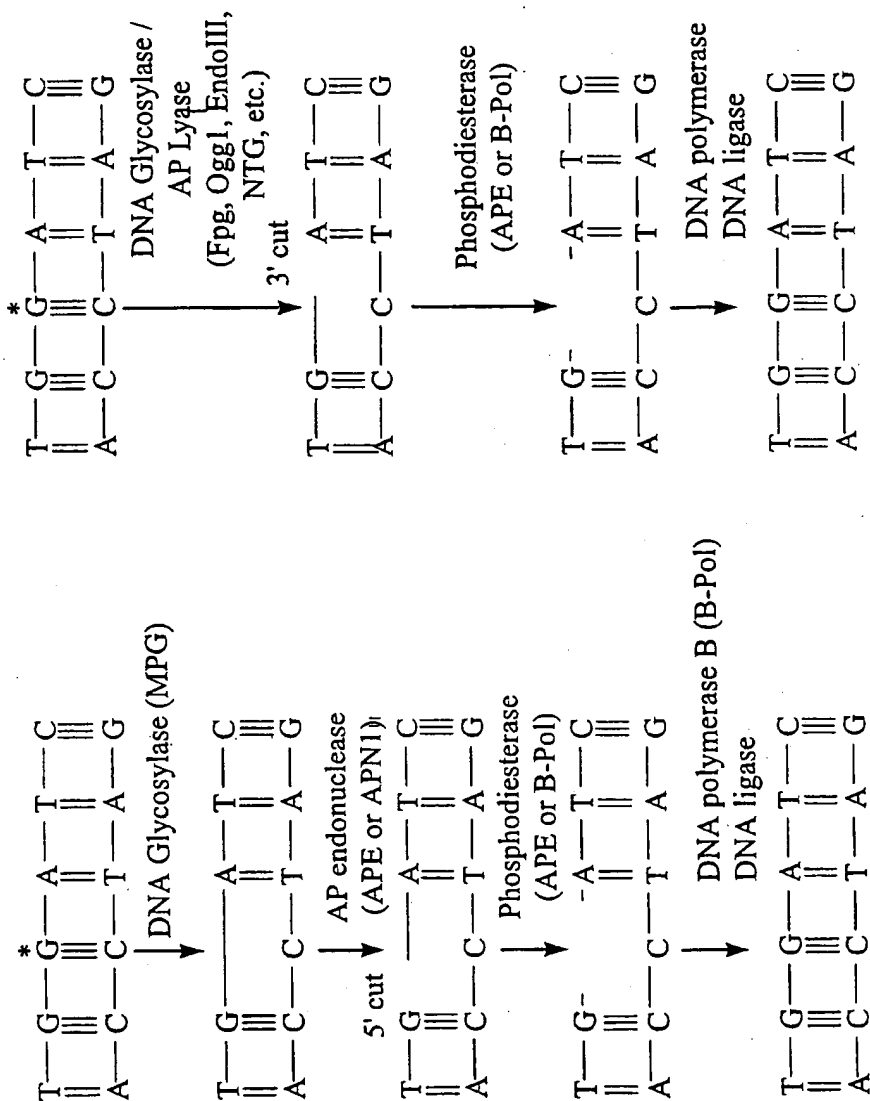 *
T—G—G—A—T—C
A—C—C—T—A—G
DNA Glycosylase (MPG)
T—G——A—T—C
A—C—C—T—A—G
5' cut
AP endonuclease
(APE or APN1)
T—G —A—T—C
A—C—C—T—A—G
Phosphodiesterase
(APE or B-Pol)
T—G- -A—T—C
A—C—C—T—A—G
DNA polymerase B (B-Pol)
DNA ligase
T—G—G—A—T—C
A—C—C—T—A—G
*
T—G—G—A—T—C
A—C—C—T—A—G
DNA Glycosylase /
AP Lyase
(Fpg, Ogg1, EndoIII,
NTG, etc.)
3' cut
T—G— A—T—C
A—C—C—T—A—G
Phosphodiesterase
(APE or B-Pol)
T—G- -A—T—C
A—C—C—T—A—G
DNA polymerase
DNA ligase
T—G—G—A—T—C
A—C—C—T—A—G